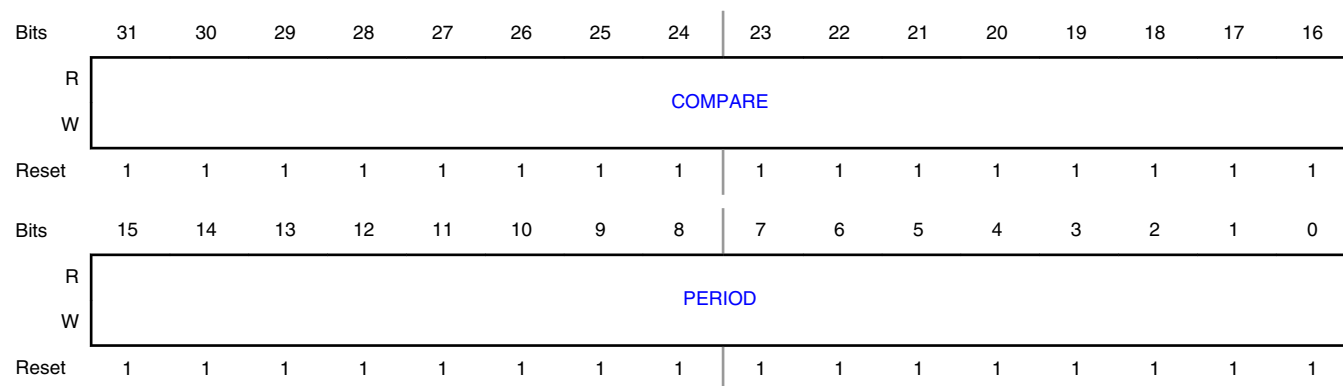 Bits 31 30 29 28 27 26 25 24 23 22 21 20 19 18 17 16
R
COMPARE
W
Reset 1 1 1 1 1 1 1 1 1 1 1 1 1 1 1 1
Bits 15 14 13 12 11 10 9 8 7 6 5 4 3 2 1 0
R
PERIOD
W
Reset 1 1 1 1 1 1 1 1 1 1 1 1 1 1 1 1